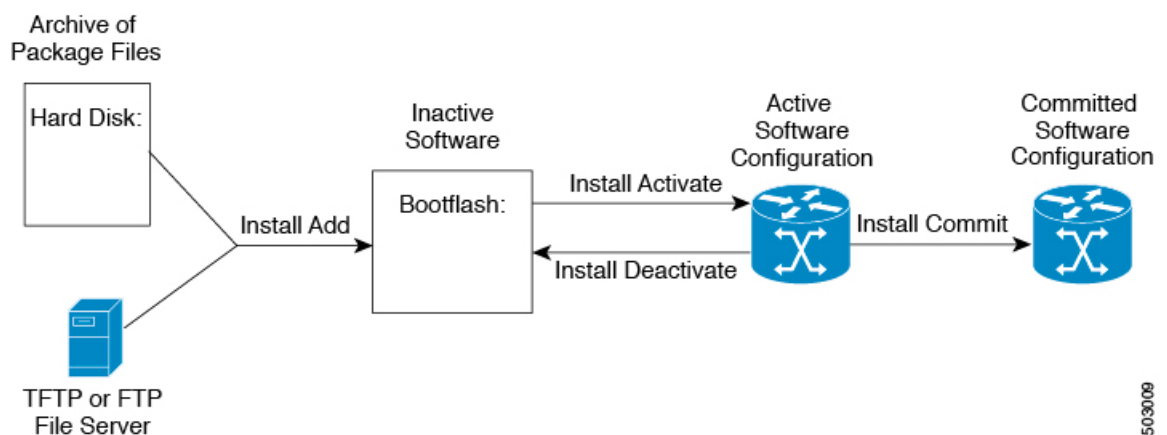 Archive of
Package Files
Hard Disk:
TFTP or FTP
File Server
Install Add
Inactive
Software
Bootflash:
Install Activate
Install Deactivate
Active
Software
Configuration
Install Commit
Committed
Software
Configuration
503009